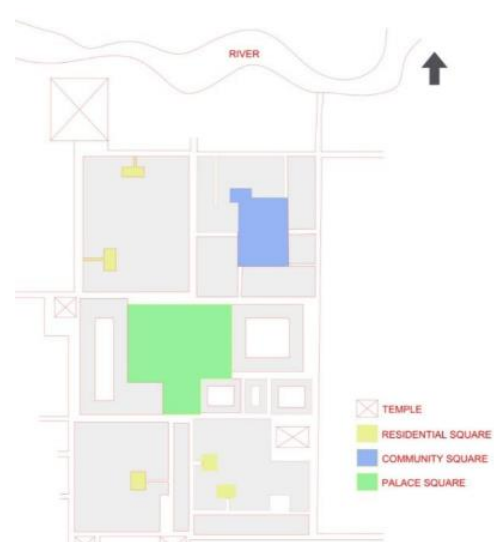 RIVER
TEMPLE
RESIDENTIAL SQUARE
COMMUNITY SQUARE
PALACE SQUARE